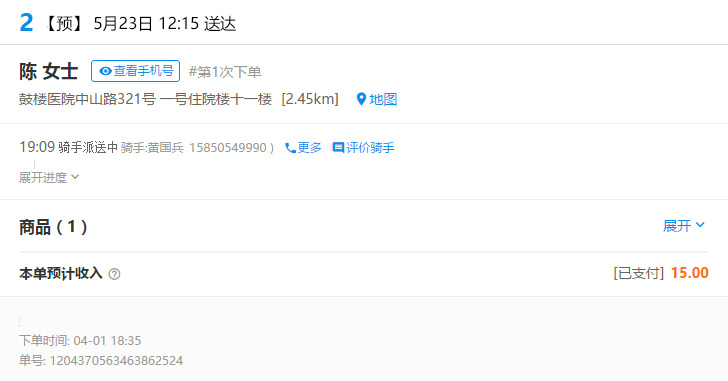 2 【预】 5月23日 12:15 送达
陈 女士 查看手机号 #第1次下单
鼓楼医院中山路321号 一号住院楼十一楼 [2.45km] 地图
19:09 骑手派送中 骑手:黄国兵 15850549990 ) 更多 评价骑手
展开进度
商品 ( 1 ) 展开
本单预计收入 ? [已支付] 15.00
下单时间: 04-01 18:35
单号: 1204370563463862524